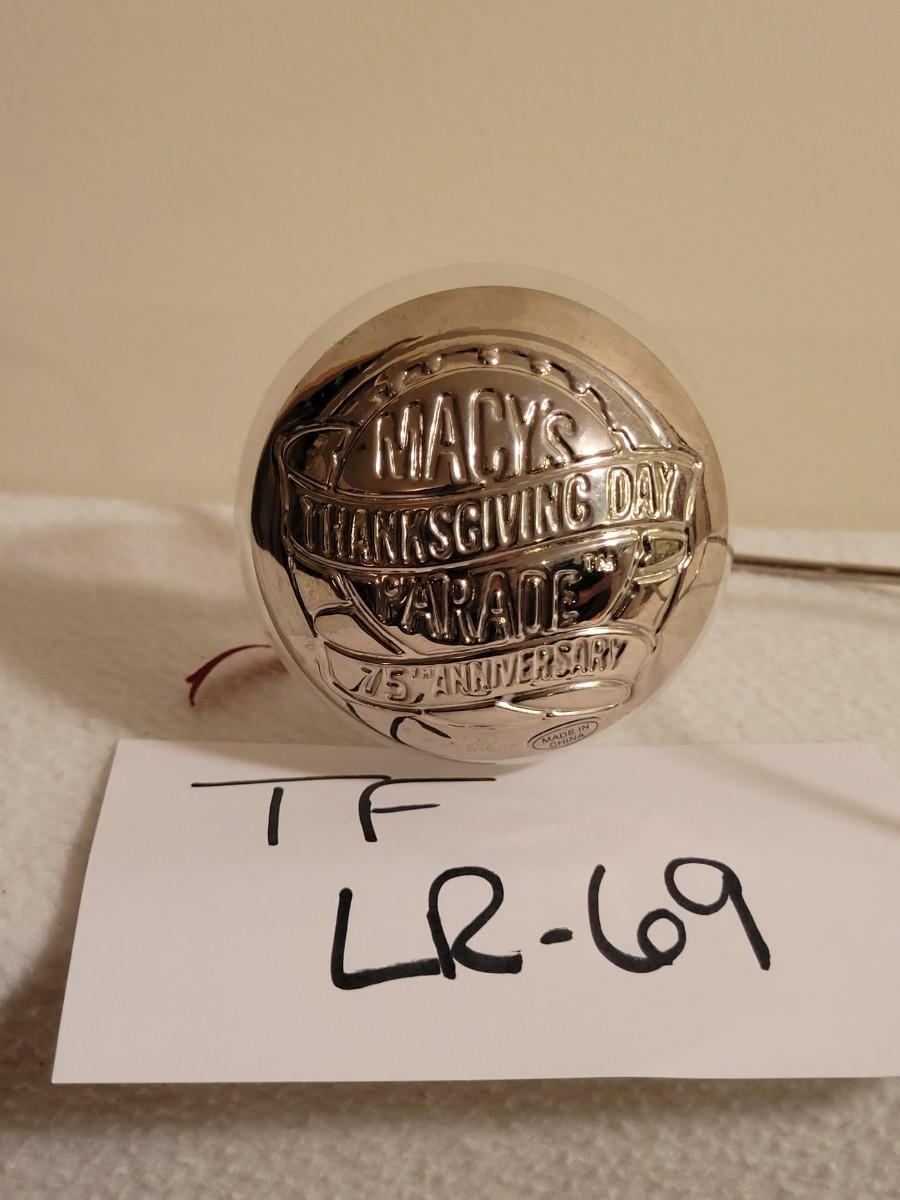 MACY'S
THANKSGIVING DAY
PARADE™
75TH ANNIVERSARY
MADE IN
CHINA
TF
LR-69